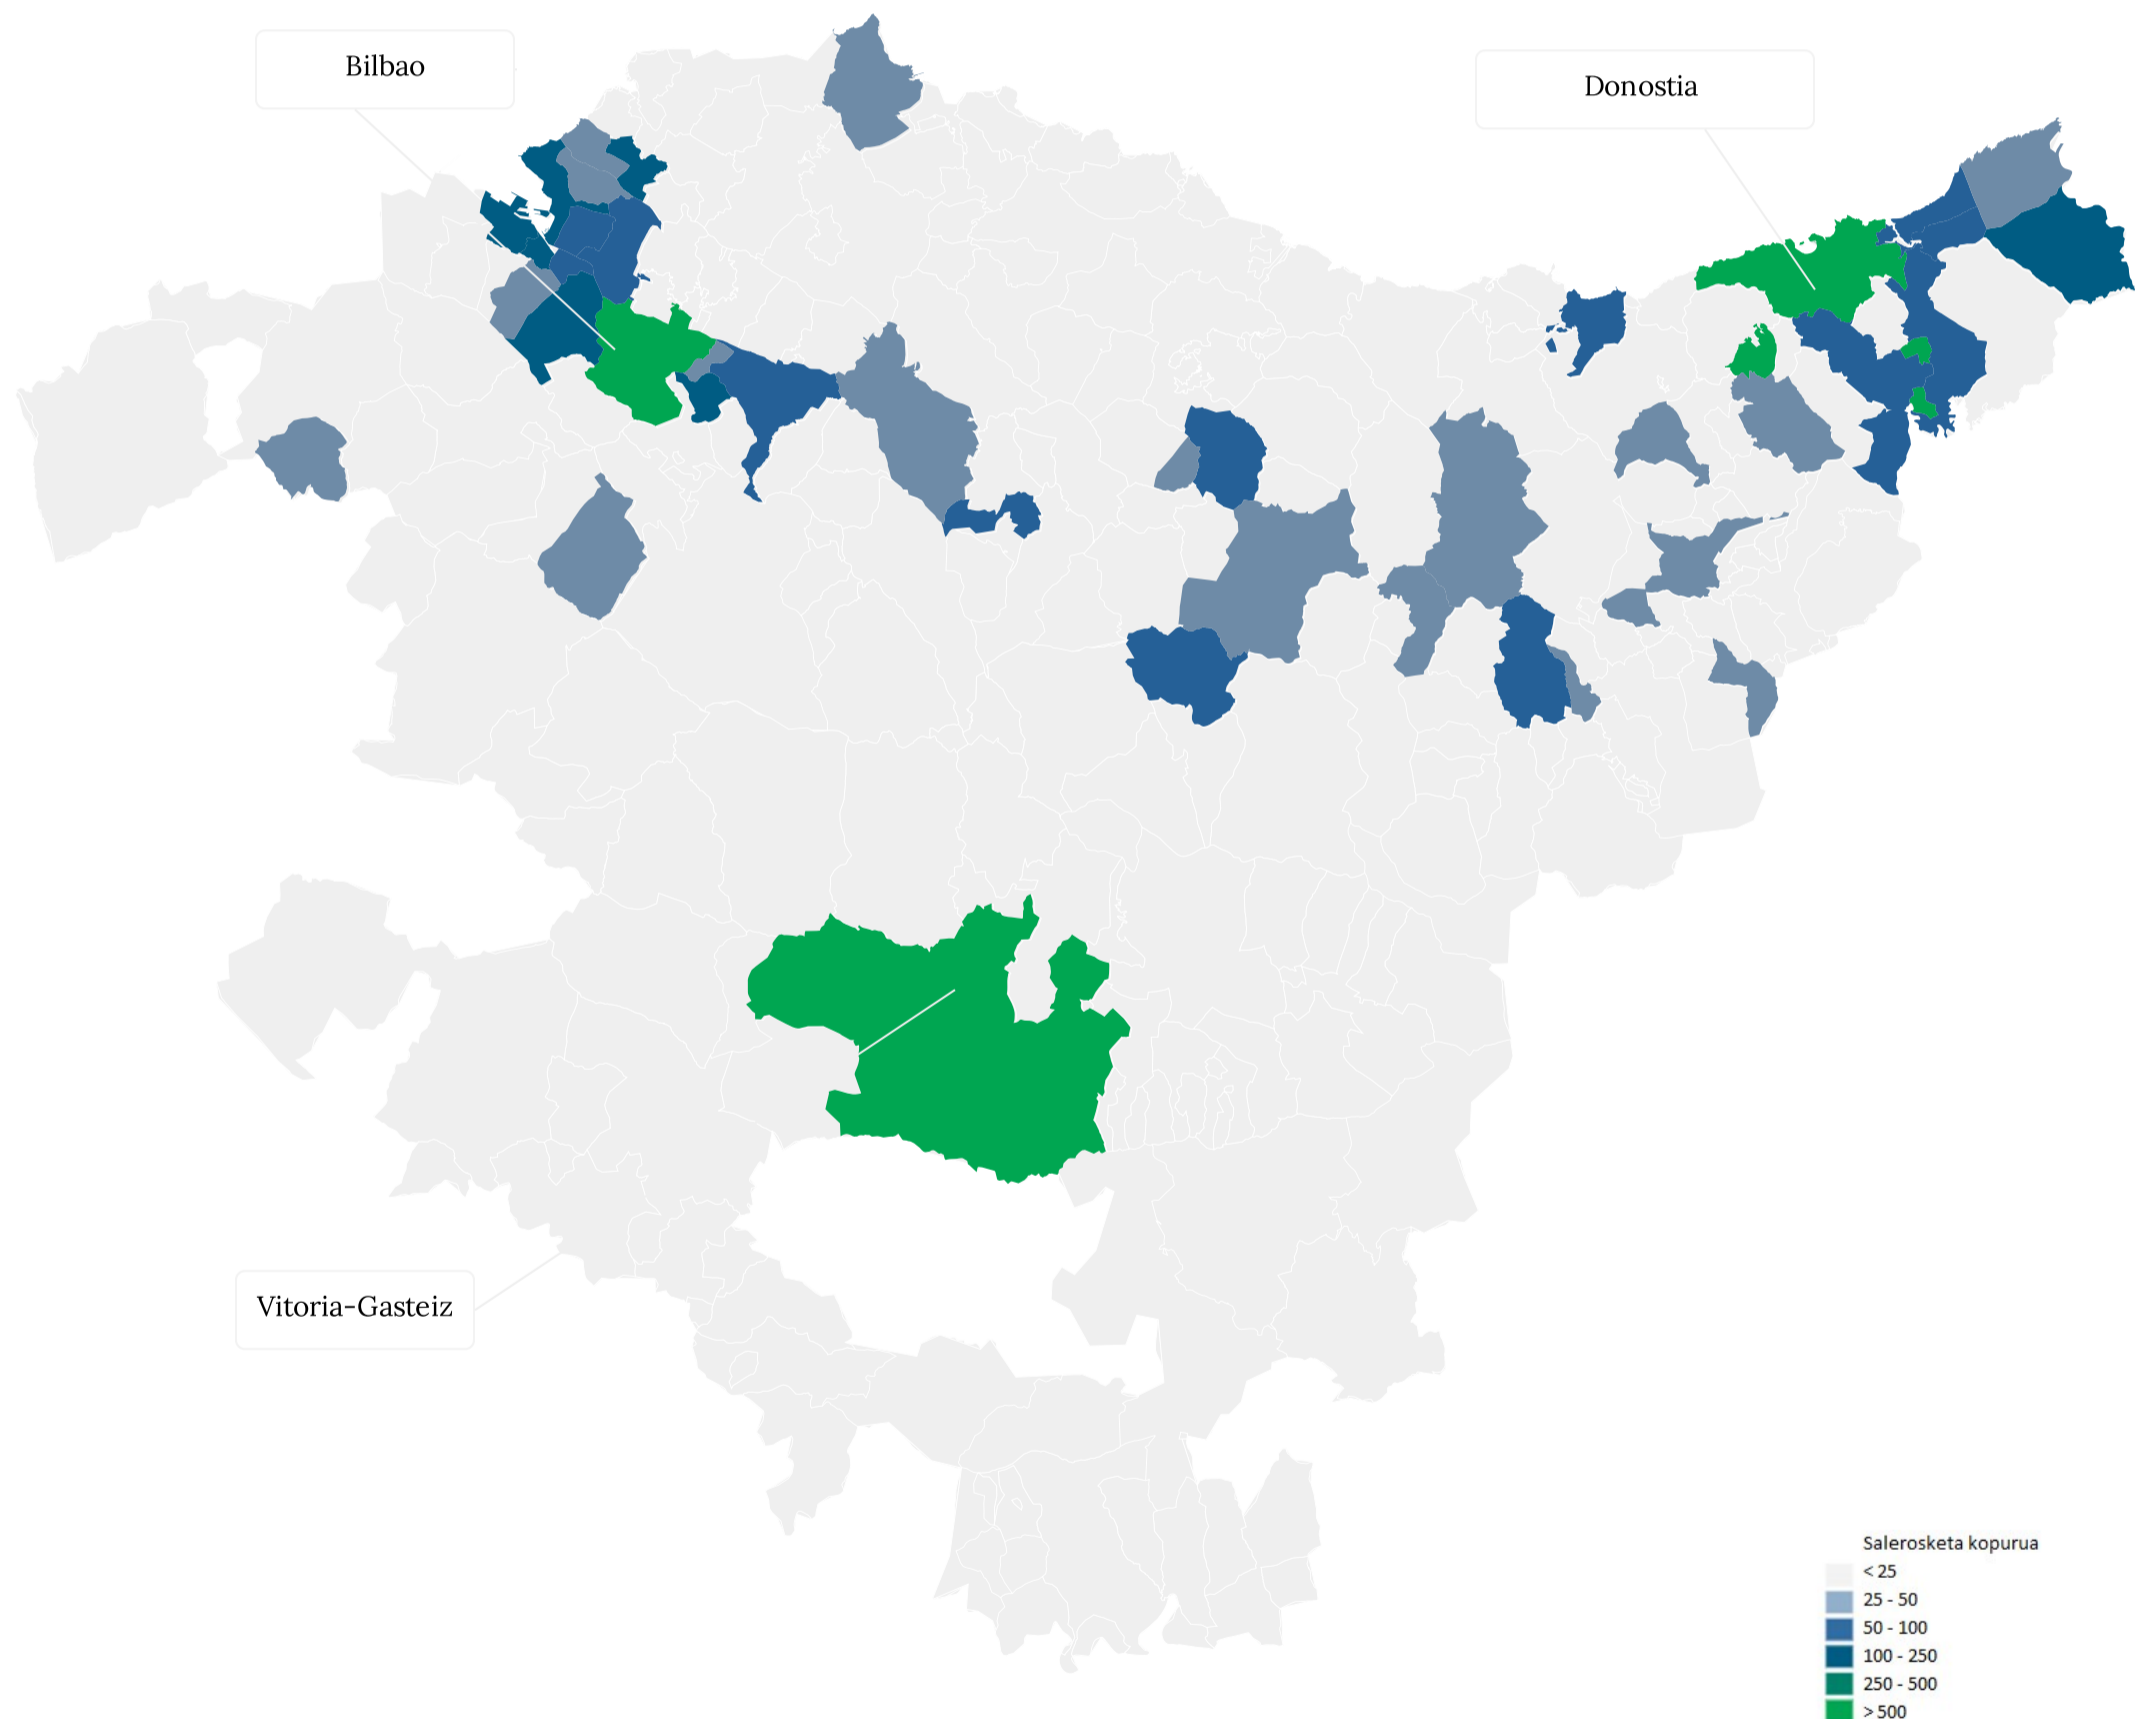 Bilbao
Donostia
Vitoria-Gasteiz
Salerosketa kopurua
< 25
25 - 50
50 - 100
100 - 250
250 - 500
> 500